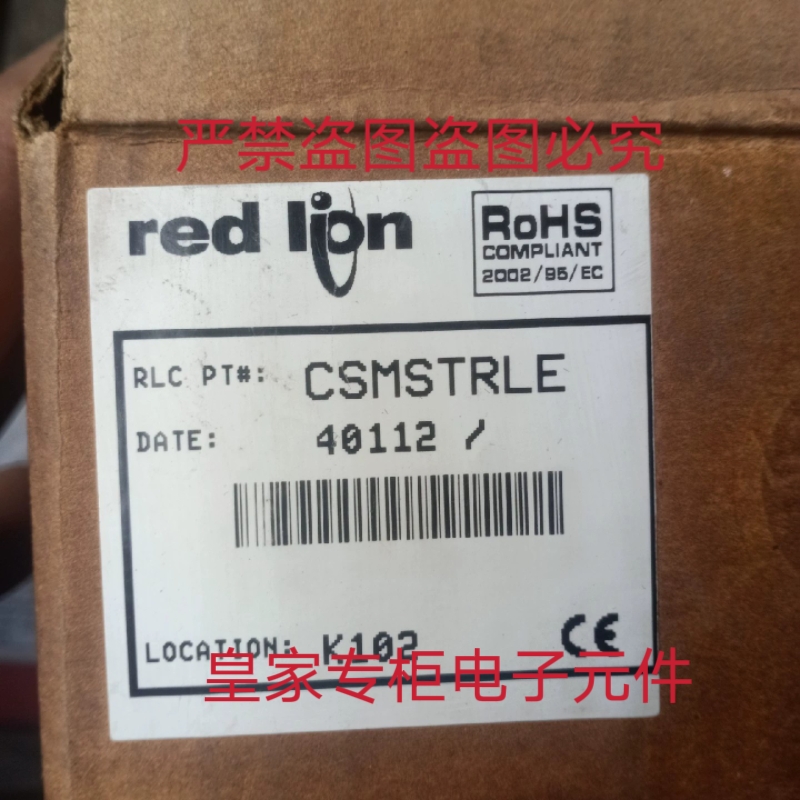 严禁盗图盗图必究
red lion
RoHS
COMPLIANT
2002/95/EC
RLC PT#: CSMSTRLE
DATE: 40112 /
LOCATION: K102
CE
皇家专柜电子元件